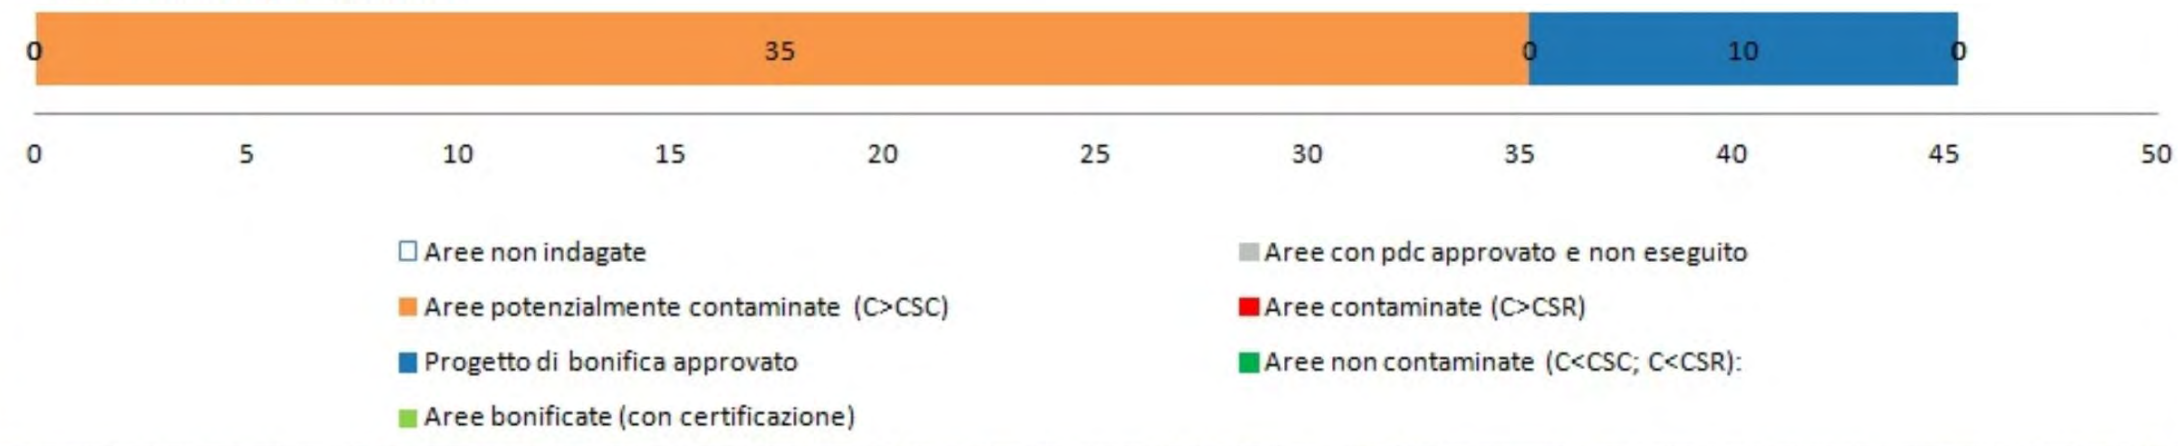 0 35 0 10 0
0 5 10 15 20 25 30 35 40 45 50
Aree non indagate
Aree con pdc approvato e non eseguito
Aree potenzialmente contaminate (C>CSC)
Aree contaminate (C>CSR)
Progetto di bonifica approvato
Aree non contaminate (C<CSC; C<CSR):
Aree bonificate (con certificazione)